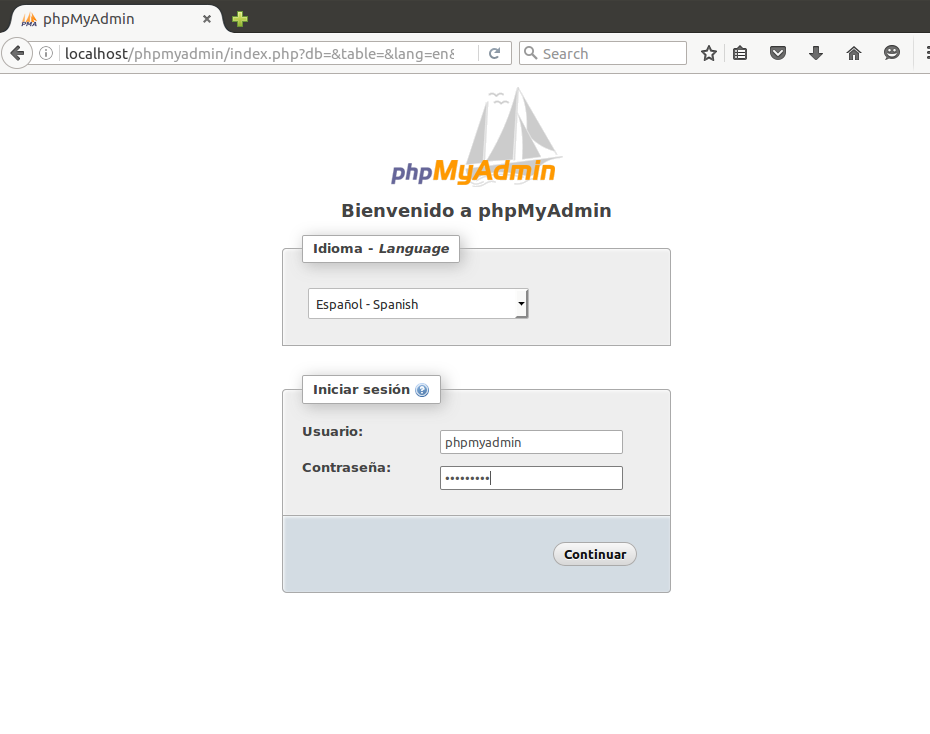 phpMyAdmin
localhost/phpmyadmin/index.php?db=&table=&lang=en&
Search
phpMyAdmin
Bienvenido a phpMyAdmin
Idioma - Language
Español - Spanish
Iniciar sesión
Usuario:
phpmyadmin
Contraseña:
•••••••••
Continuar